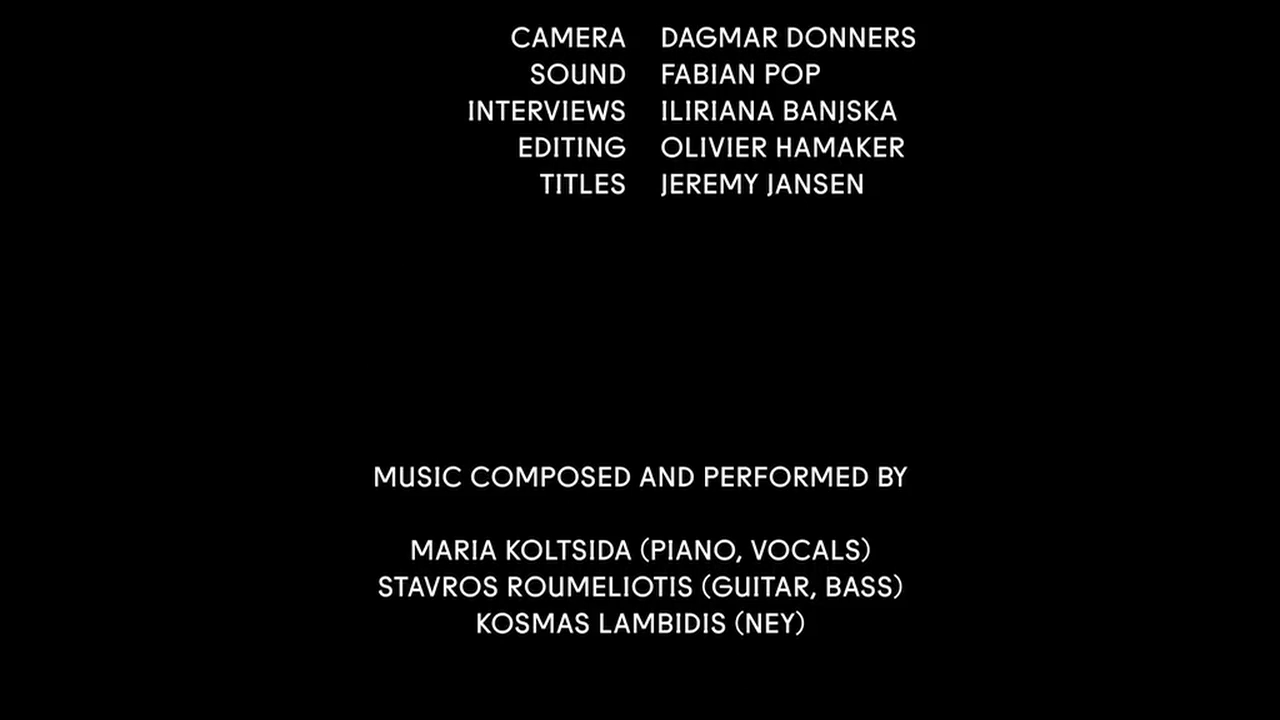 CAMERA DAGMAR DONNERS
SOUND FABIAN POP
INTERVIEWS ILIRIANA BANJSKA
EDITING OLIVIER HAMAKER
TITLES JEREMY JANSEN
MUSIC COMPOSED AND PERFORMED BY
MARIA KOLTSIDA (PIANO, VOCALS)
STAVROS ROUMELIOTIS (GUITAR, BASS)
KOSMAS LAMBIDIS (NEY)